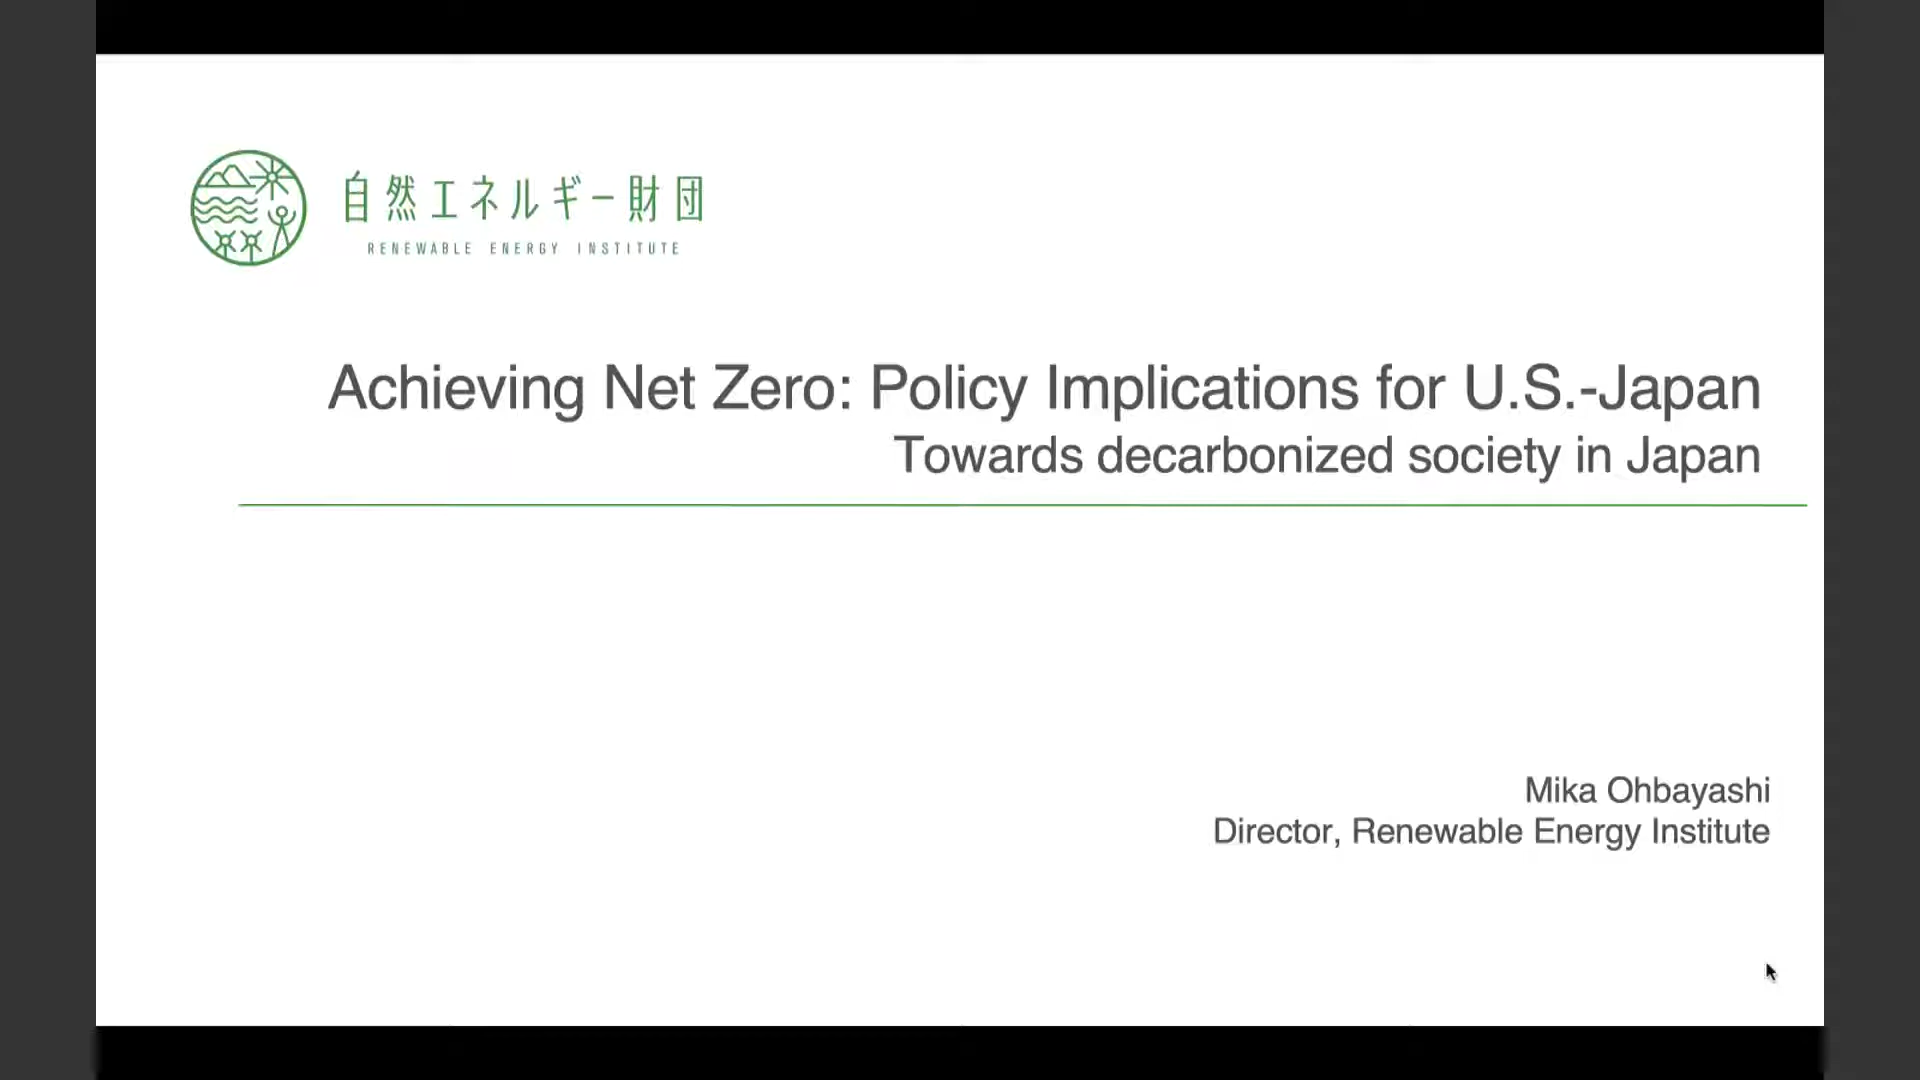 自然エネルギー財団
RENEWABLE ENERGY INSTITUTE
Achieving Net Zero: Policy Implications for U.S.-Japan
Towards decarbonized society in Japan
Mika Ohbayashi
Director, Renewable Energy Institute